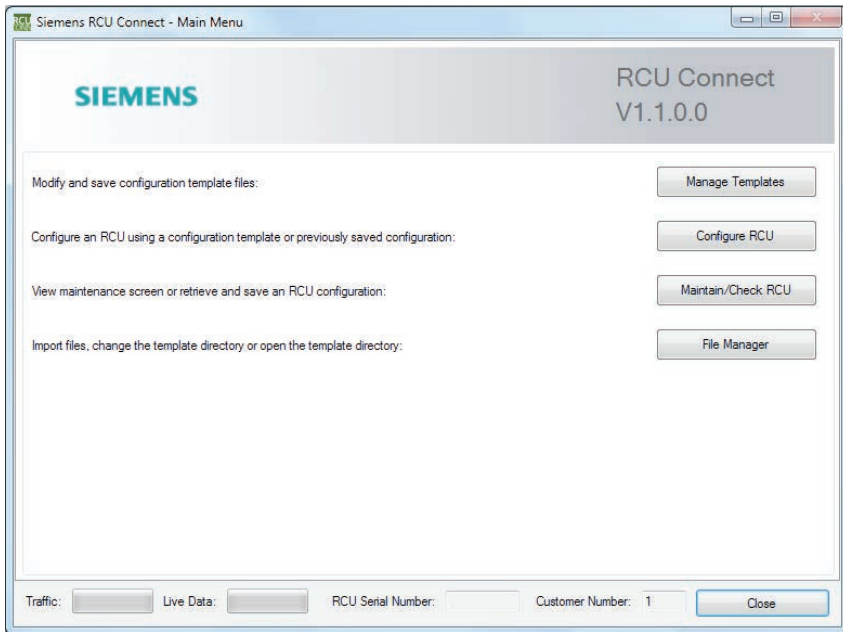 Siemens RCU Connect - Main Menu
SIEMENS
RCU Connect
V1.1.0.0
Modify and save configuration template files:
Manage Templates
Configure an RCU using a configuration template or previously saved configuration:
Configure RCU
View maintenance screen or retrieve and save an RCU configuration:
Maintain/Check RCU
Import files, change the template directory or open the template directory:
File Manager
Traffic: Live Data: RCU Serial Number: Customer Number: 1 Close